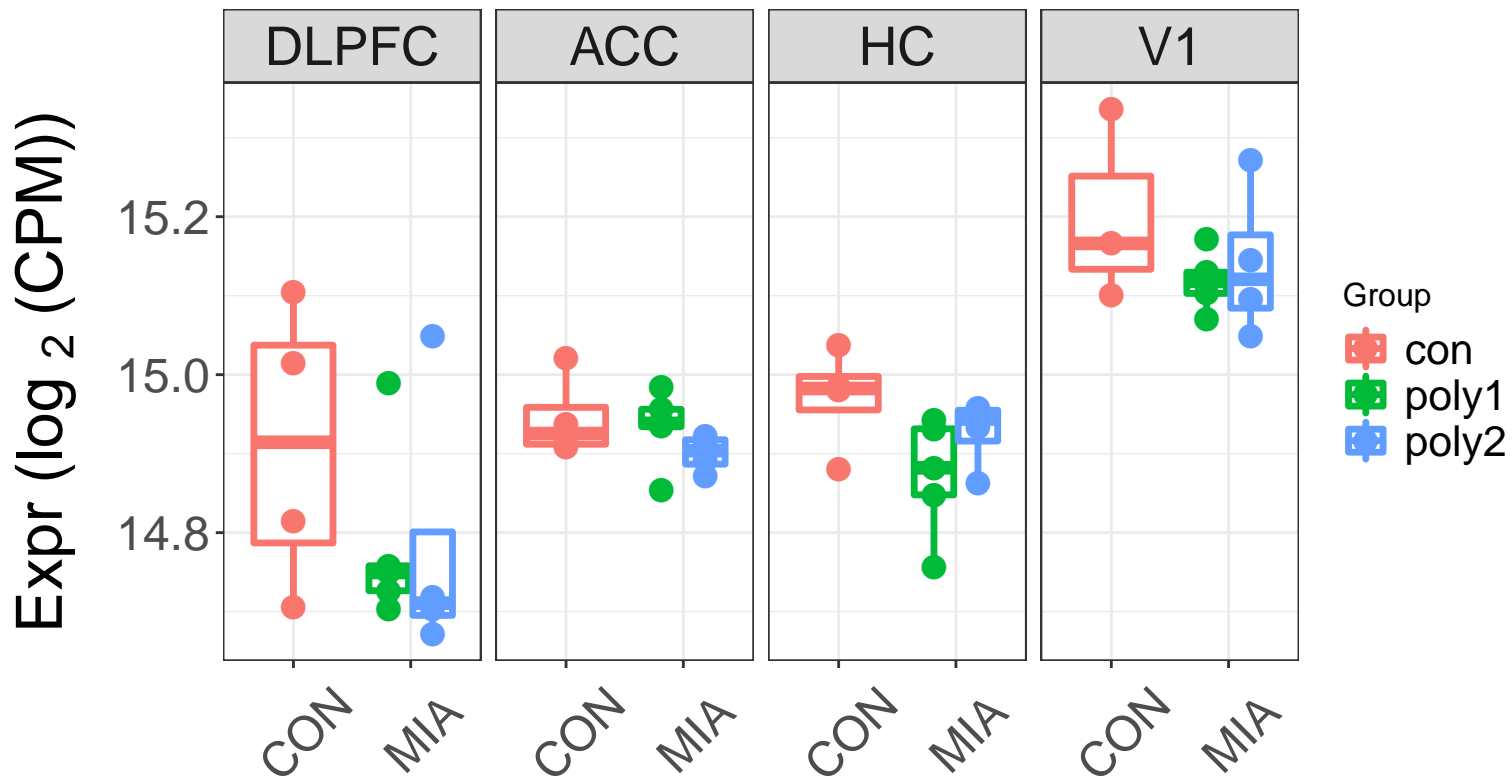 DLPFC ACC HC V1
Expr (log 2 (CPM))
15.2
15.0
14.8
CON MIA CON MIA CON MIA CON MIA
Group
con
poly1
poly2